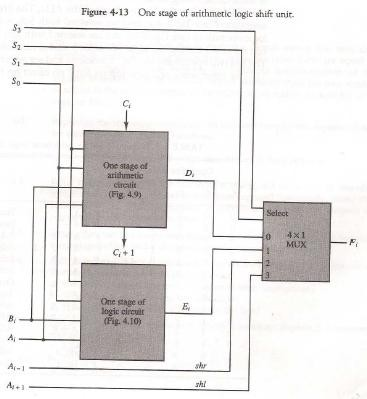 Figure 4-13 One stage of arithmetic logic shift unit.
S3
S2
S1
S0
Ci
One stage of
arithmetic
circuit
(Fig. 4.9)
Di
Select
0
4 × 1
MUX
1
2
3
Fi
Ci + 1
One stage of
logic circuit
(Fig. 4.10)
Ei
Bi
Ai
Ai − 1
shr
Ai + 1
shl